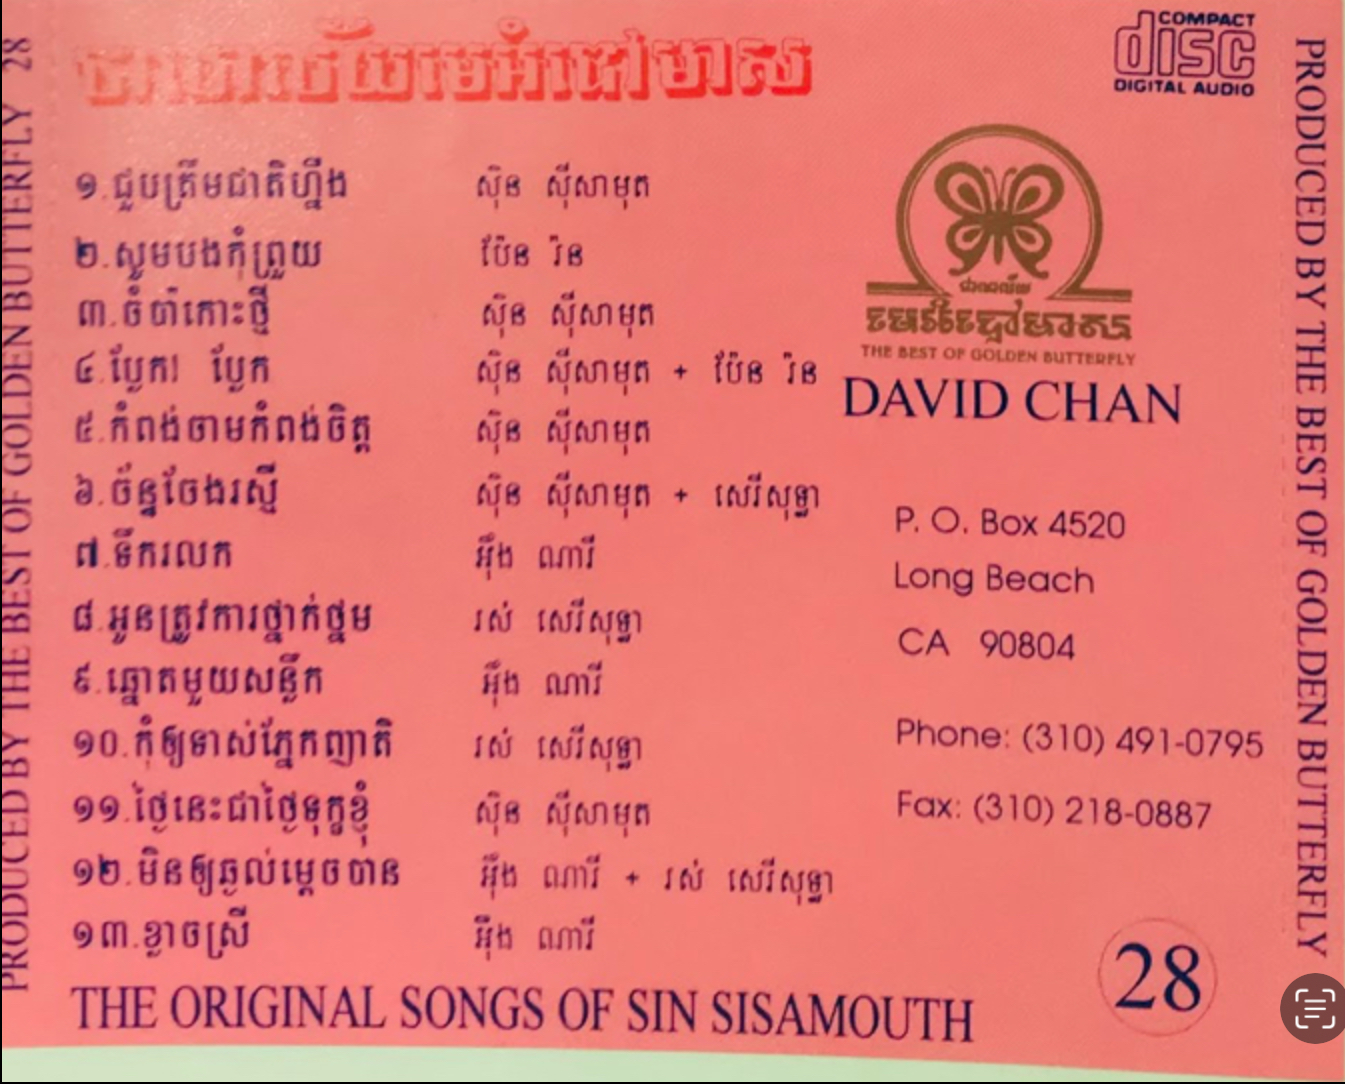 PRODUCED BY THE BEST OF GOLDEN BUTTERFLY 28
COMPACT
disc
DIGITAL AUDIO
១.ជួបត្រឹមជាតិហ្នឹង ស៊ិន ស៊ីសាមុត
២.សូមបងកុំព្រួយ ប៉ែន រ៉ន
៣.ចំប៉ាកោះថ្មី ស៊ិន ស៊ីសាមុត
៤.ប្លែក! ប្លែក ស៊ិន ស៊ីសាមុត + ប៉ែន រ៉ន
៥.កំពង់ចាមកំពង់ចិត្ត ស៊ិន ស៊ីសាមុត
៦.ច័ន្ទចែងរស្មី ស៊ិន ស៊ីសាមុត + សេរីសុទ្ធា
៧.ទឹករលក អ៊ឹង ណារី
៨.អូនត្រូវការថ្នាក់ថ្នម រស់ សេរីសុទ្ធា
៩.ឆ្នោតមួយសន្លឹក អ៊ឹង ណារី
១០.កុំឲ្យទាស់ភ្នែកញាតិ រស់ សេរីសុទ្ធា
១១.ថ្ងៃនេះជាថ្ងៃទុក្ខខ្ញុំ ស៊ិន ស៊ីសាមុត
១២.មិនឲ្យឆ្ងល់ម្ដេចបាន អ៊ឹង ណារី + រស់ សេរីសុទ្ធា
១៣.ខ្លាចស្រី អ៊ឹង ណារី
THE ORIGINAL SONGS OF SIN SISAMOUTH
THE BEST OF GOLDEN BUTTERFLY
DAVID CHAN
P. O. Box 4520
Long Beach
CA 90804
Phone: (310) 491-0795
Fax: (310) 218-0887
28
PRODUCED BY THE BEST OF GOLDEN BUTTERFLY